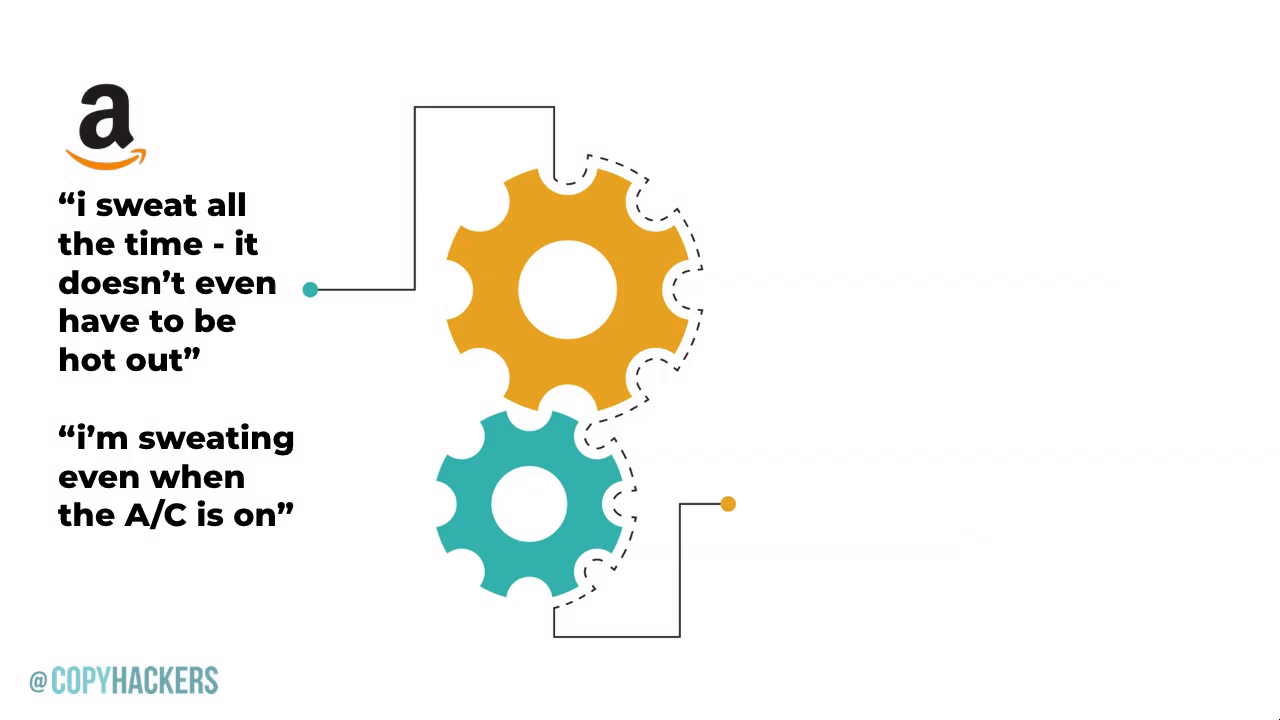 a
“i sweat all
the time - it
doesn’t even
have to be
hot out”
“i’m sweating
even when
the A/C is on”
@COPYHACKERS